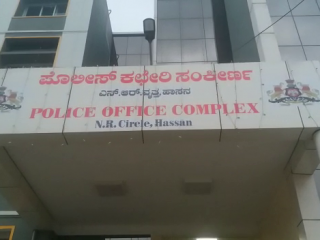 ಪೊಲೀಸ್ ಕಛೇರಿ ಸಂಕೀರ್ಣ
ಎನ್.ಆರ್.ವೃತ್ತ, ಹಾಸನ
POLICE OFFICE COMPLEX
N.R. Circle, Hassan